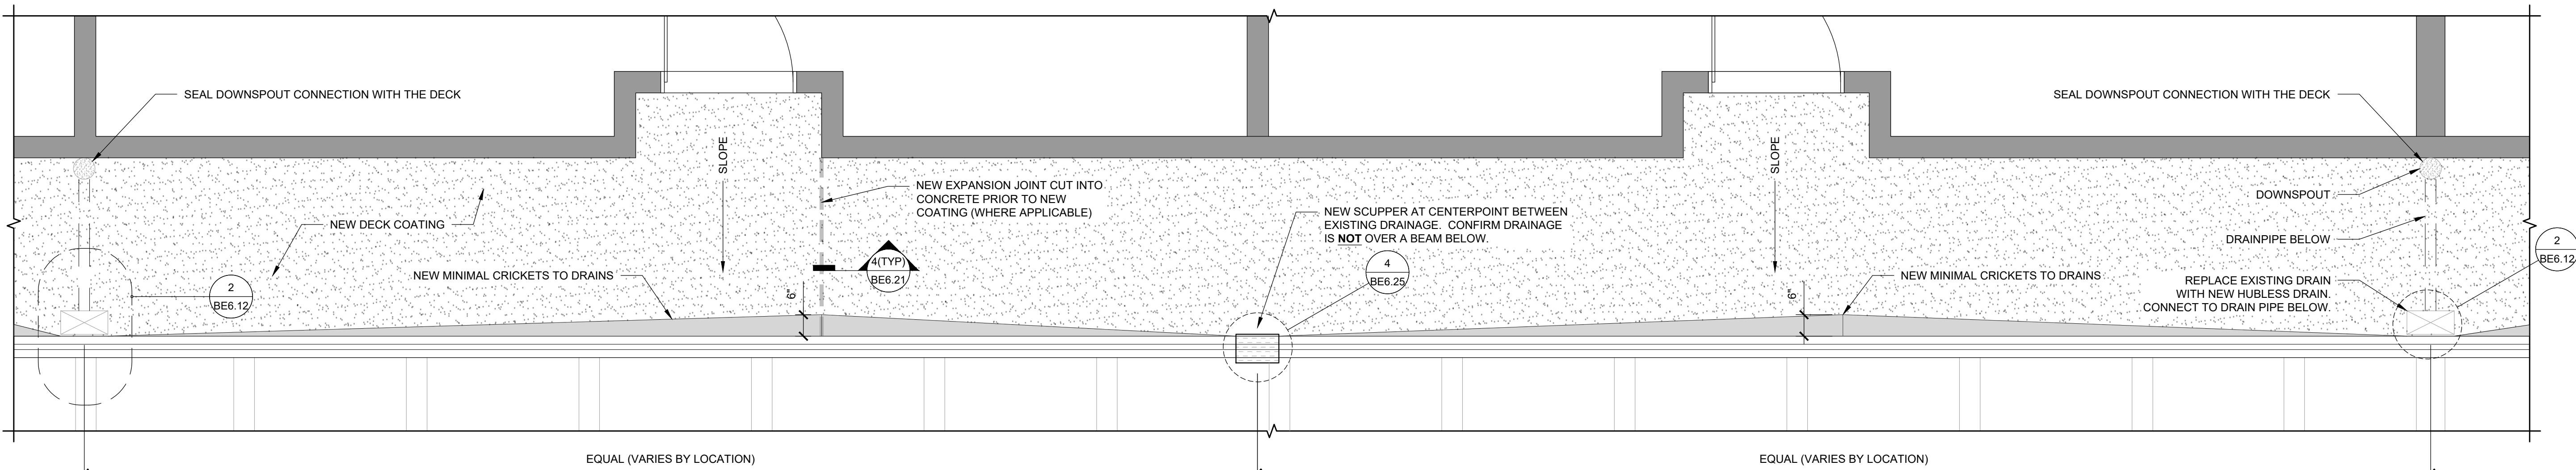 SEAL DOWNSPOUT CONNECTION WITH THE DECK
SEAL DOWNSPOUT CONNECTION WITH THE DECK
SLOPE
SLOPE
NEW EXPANSION JOINT CUT INTO
CONCRETE PRIOR TO NEW
COATING (WHERE APPLICABLE)
DOWNSPOUT
NEW DECK COATING
NEW SCUPPER AT CENTERPOINT BETWEEN
EXISTING DRAINAGE. CONFIRM DRAINAGE
IS NOT OVER A BEAM BELOW.
DRAINPIPE BELOW
2
BE6.12
4(TYP)
BE6.21
4
BE6.25
NEW MINIMAL CRICKETS TO DRAINS
NEW MINIMAL CRICKETS TO DRAINS
REPLACE EXISTING DRAIN
WITH NEW HUBLESS DRAIN.
CONNECT TO DRAIN PIPE BELOW.
2
BE6.12
6"
6"
EQUAL (VARIES BY LOCATION)
EQUAL (VARIES BY LOCATION)